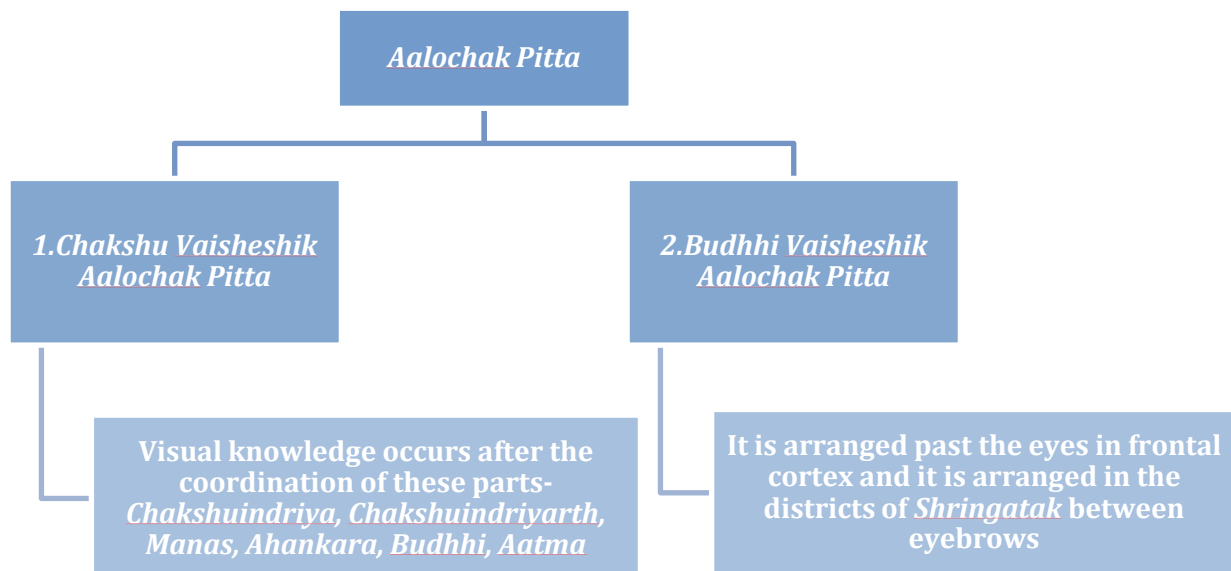 Aalochak Pitta
1.Chakshu Vaisheshik
Aalochak Pitta
2.Budhhi Vaisheshik
Aalochak Pitta
Visual knowledge occurs after the
coordination of these parts-
Chakshuindriya, Chakshuindriyarth,
Manas, Ahankara, Budhhi, Aatma
It is arranged past the eyes in frontal
cortex and it is arranged in the
districts of Shringatak between
eyebrows